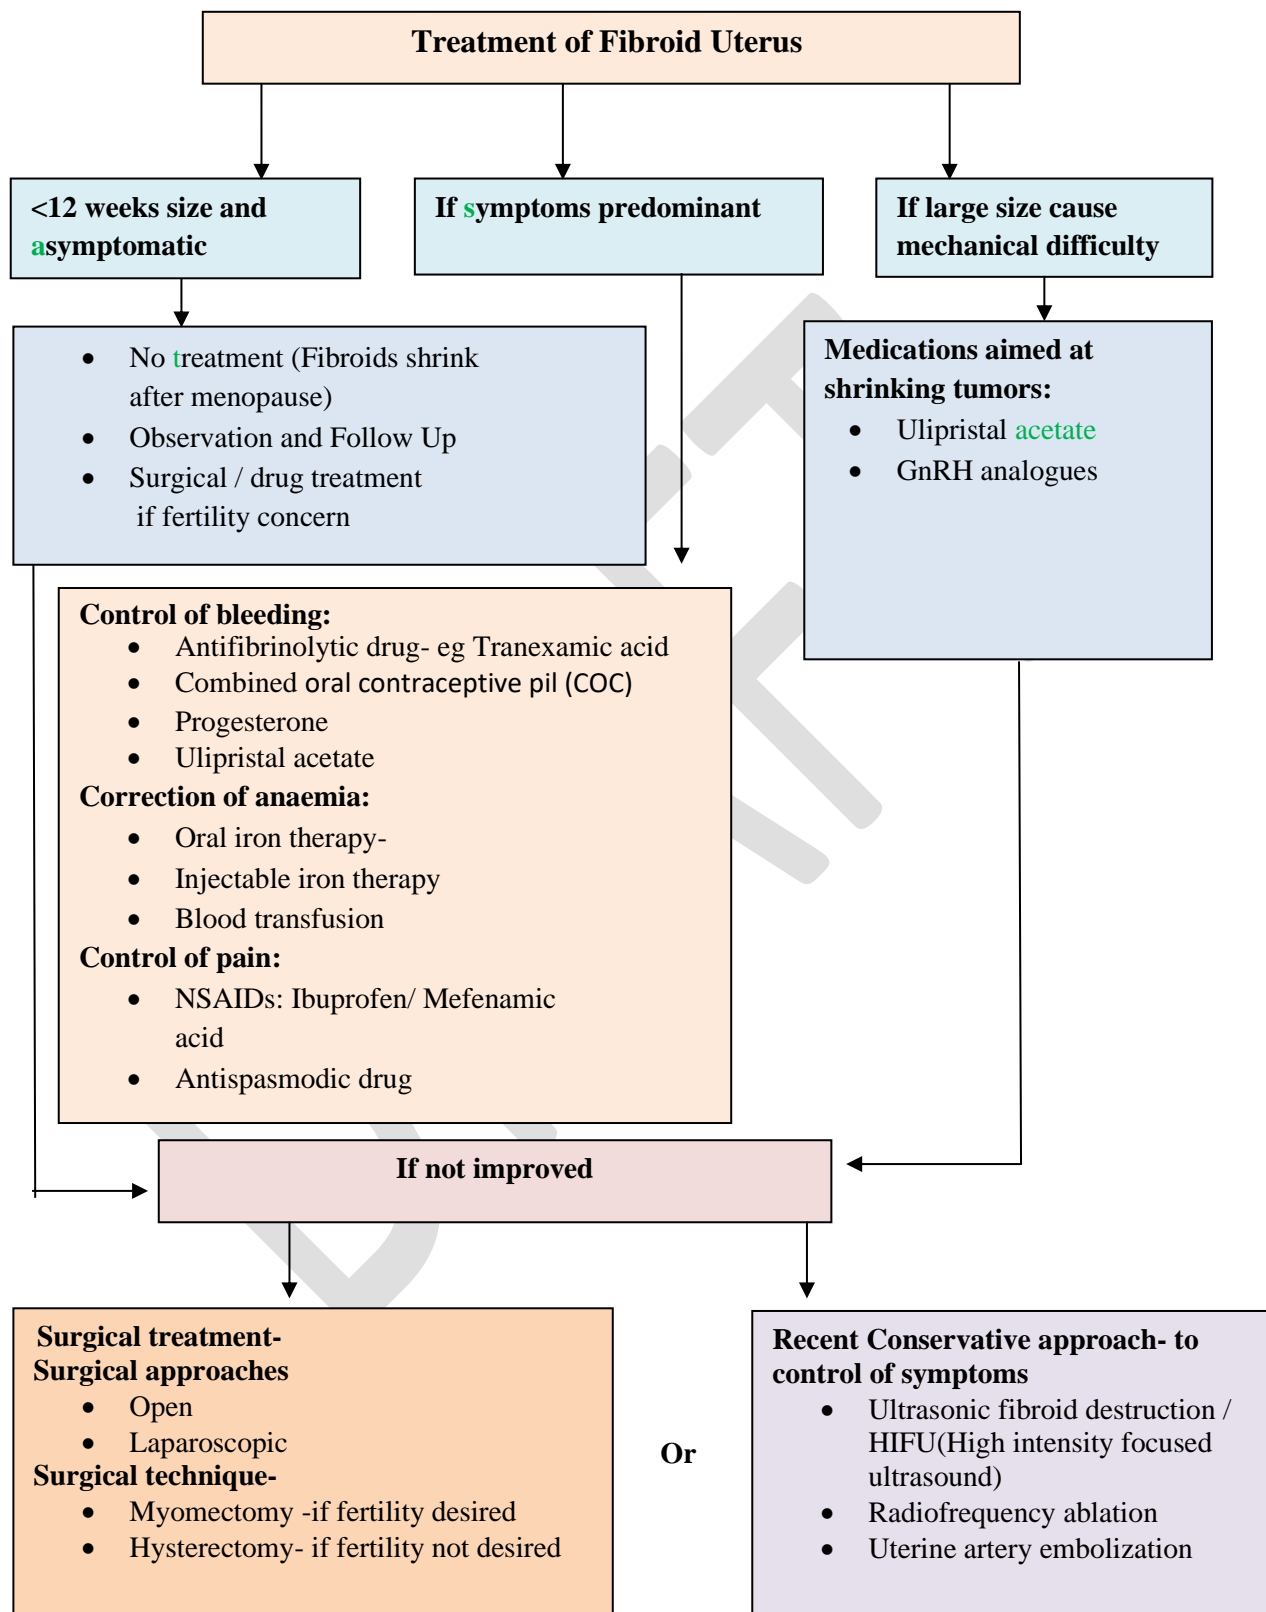 Treatment of Fibroid Uterus
<12 weeks size and
asymptomatic
If symptoms predominant
If large size cause
mechanical difficulty
• No treatment (Fibroids shrink
after menopause)
• Observation and Follow Up
• Surgical / drug treatment
if fertility concern
Medications aimed at
shrinking tumors:
• Ulipristal acetate
• GnRH analogues
Control of bleeding:
• Antifibrinolytic drug- eg Tranexamic acid
• Combined oral contraceptive pil (COC)
• Progesterone
• Ulipristal acetate
Correction of anaemia:
• Oral iron therapy-
• Injectable iron therapy
• Blood transfusion
Control of pain:
• NSAIDs: Ibuprofen/ Mefenamic
acid
• Antispasmodic drug
If not improved
Surgical treatment-
Surgical approaches
• Open
• Laparoscopic
Surgical technique-
• Myomectomy -if fertility desired
• Hysterectomy- if fertility not desired
Or
Recent Conservative approach- to
control of symptoms
• Ultrasonic fibroid destruction /
HIFU(High intensity focused
ultrasound)
• Radiofrequency ablation
• Uterine artery embolization
DRAFT